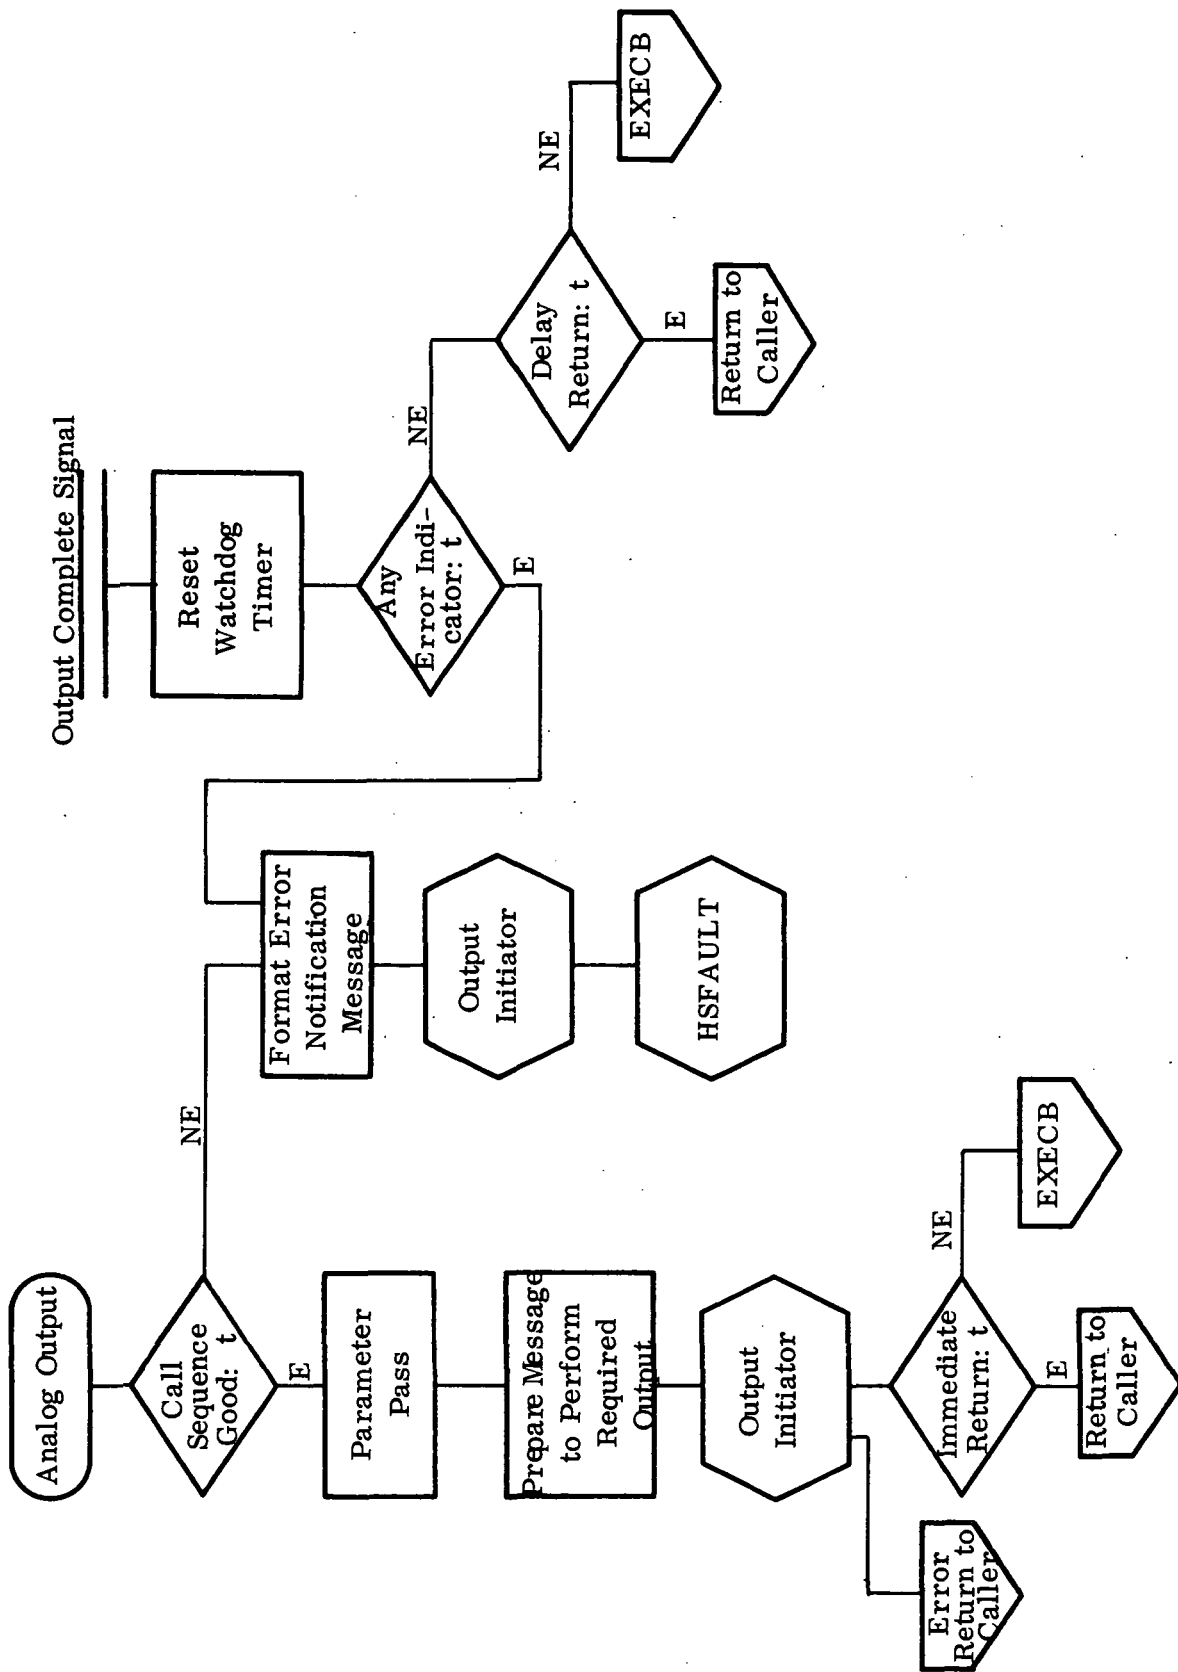 Analog Output
Call
Sequence
Good: t
NE
E
Parameter
Pass
Prepare Message
to Perform
Required
Output
Output
Initiator
Error
Return to
Caller
Immediate
Return: t
NE
EXECB
E
Return to
Caller
Format Error
Notification
Message
Output
Initiator
HSFAULT
Output Complete Signal
Reset
Watchdog
Timer
Any
Error Indi-
cator: t
NE
E
Delay
Return: t
NE
EXECB
E
Return to
Caller